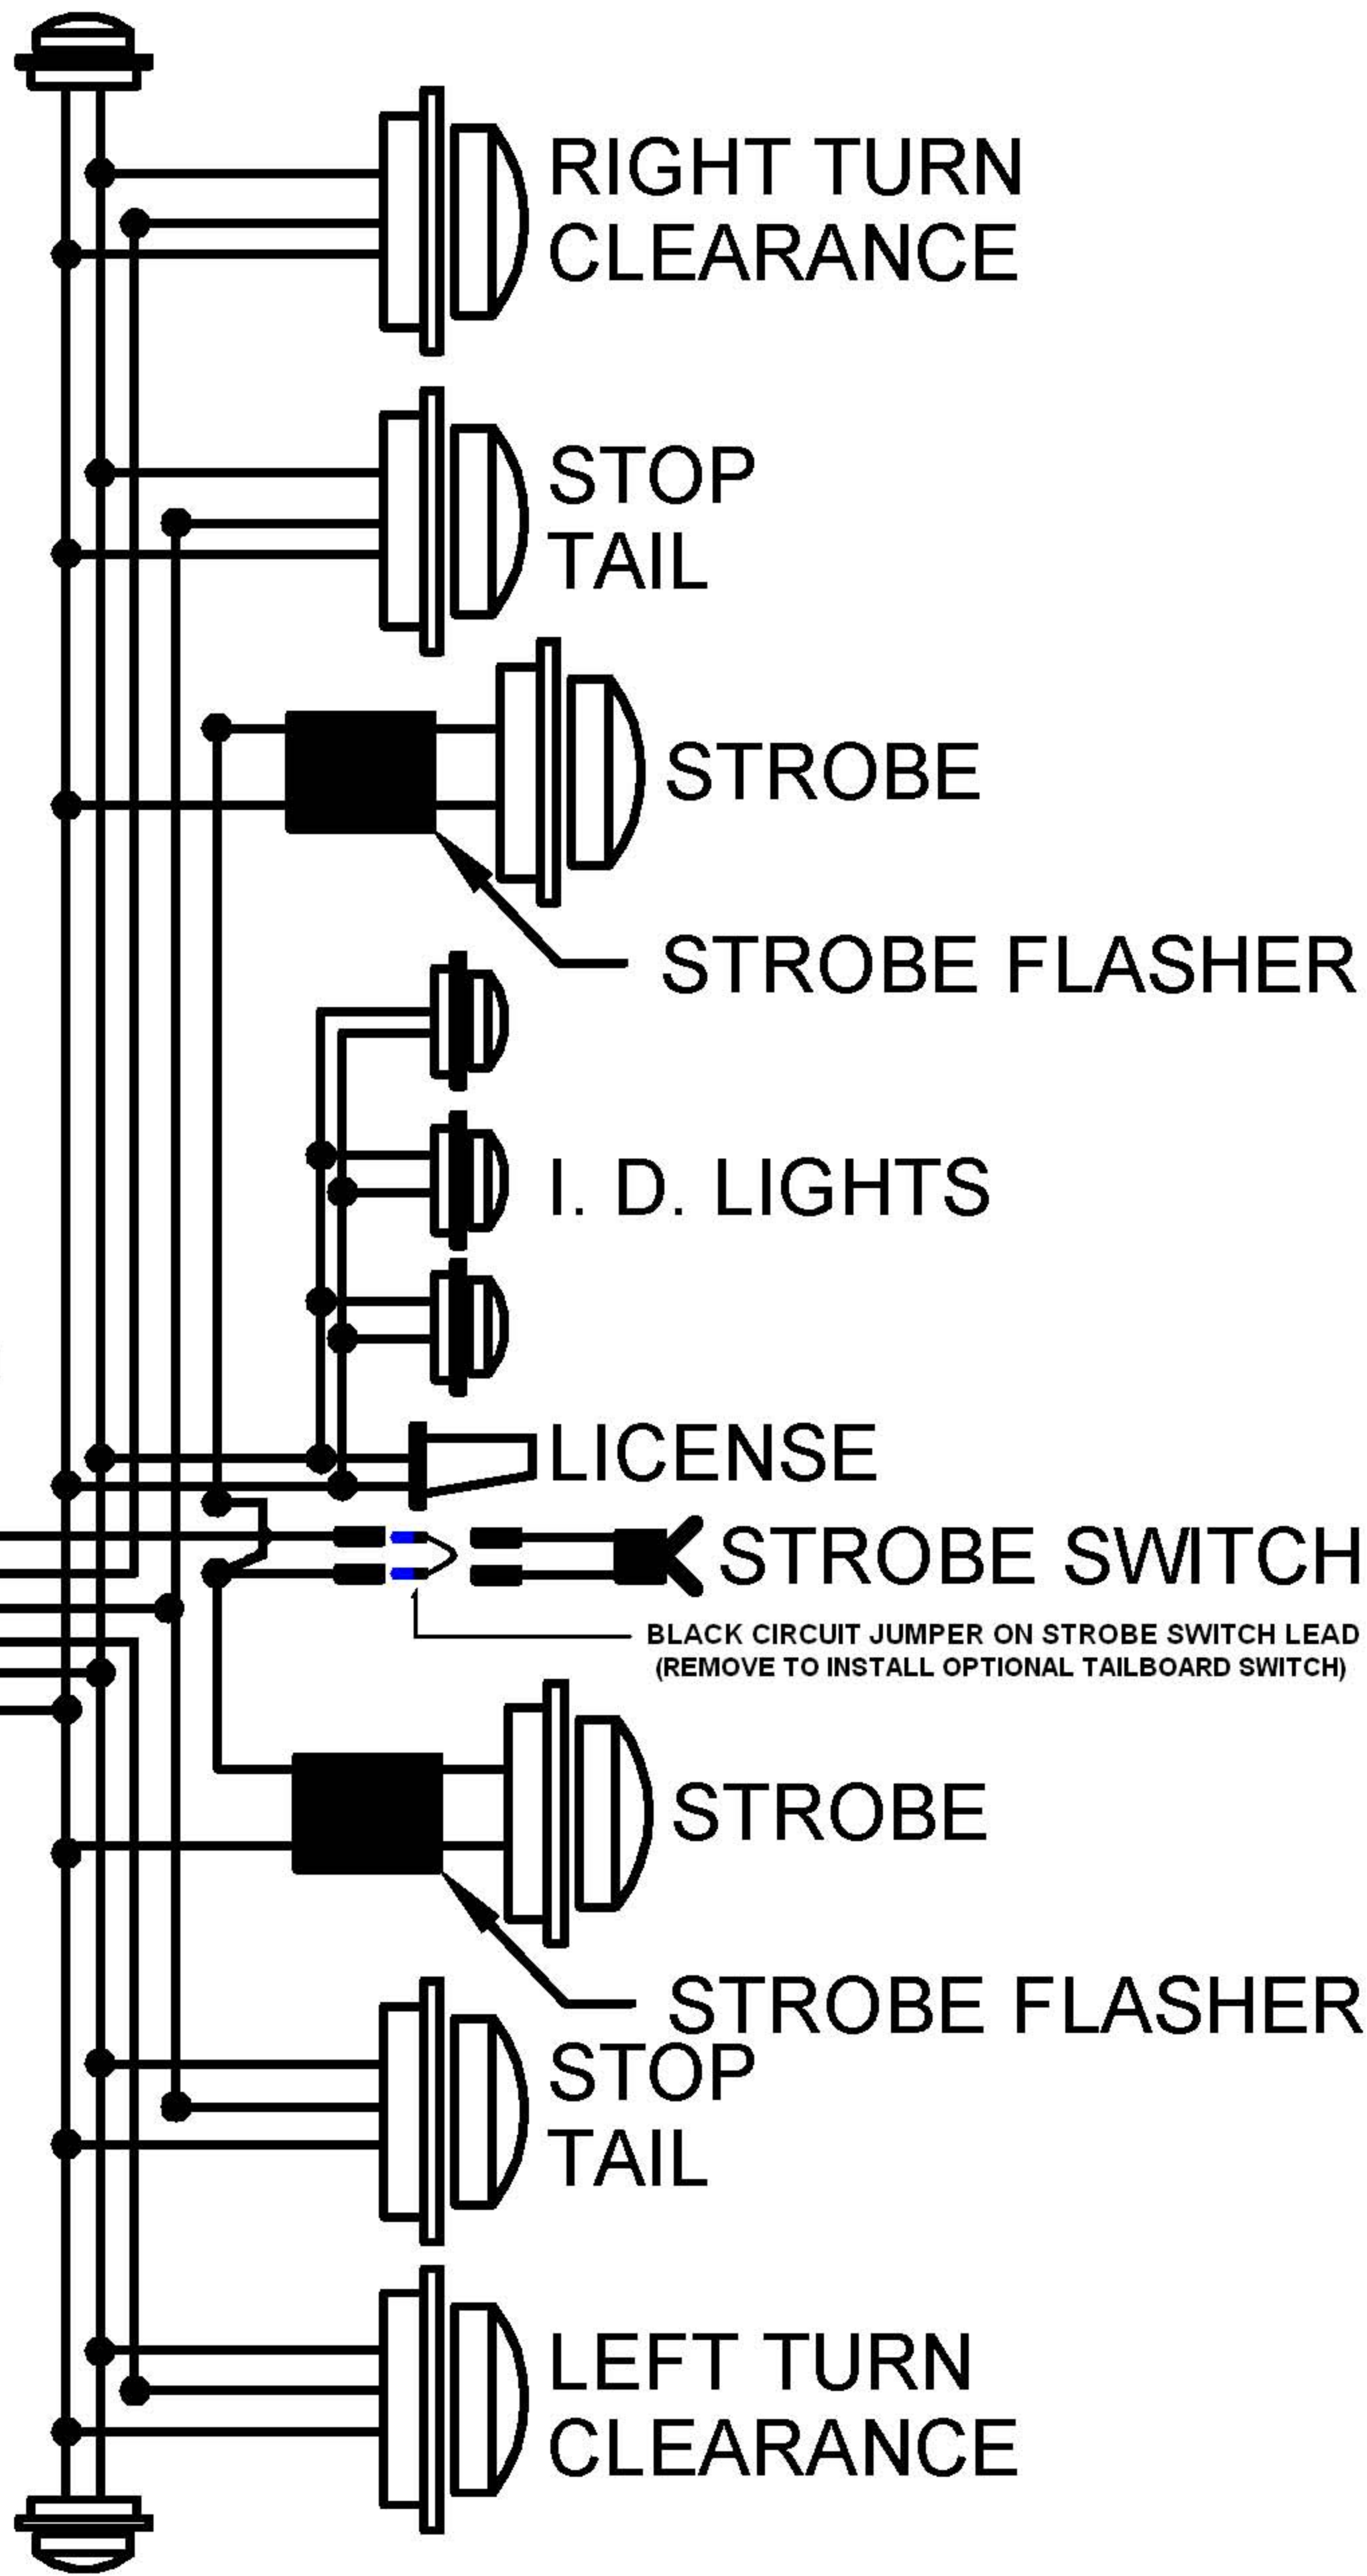 RIGHT TURN
CLEARANCE
STOP
TAIL
STROBE
STROBE FLASHER
I. D. LIGHTS
LICENSE
STROBE SWITCH
BLACK CIRCUIT JUMPER ON STROBE SWITCH LEAD
(REMOVE TO INSTALL OPTIONAL TAILBOARD SWITCH)
STROBE
STROBE FLASHER
STOP
TAIL
LEFT TURN
CLEARANCE